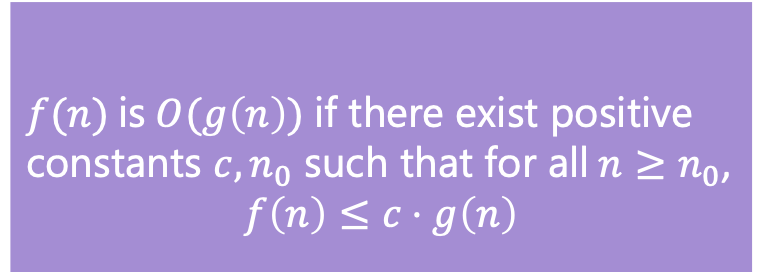 f(n) is O(g(n)) if there exist positive
constants c, n₀ such that for all n ≥ n₀,
f(n) ≤ c · g(n)